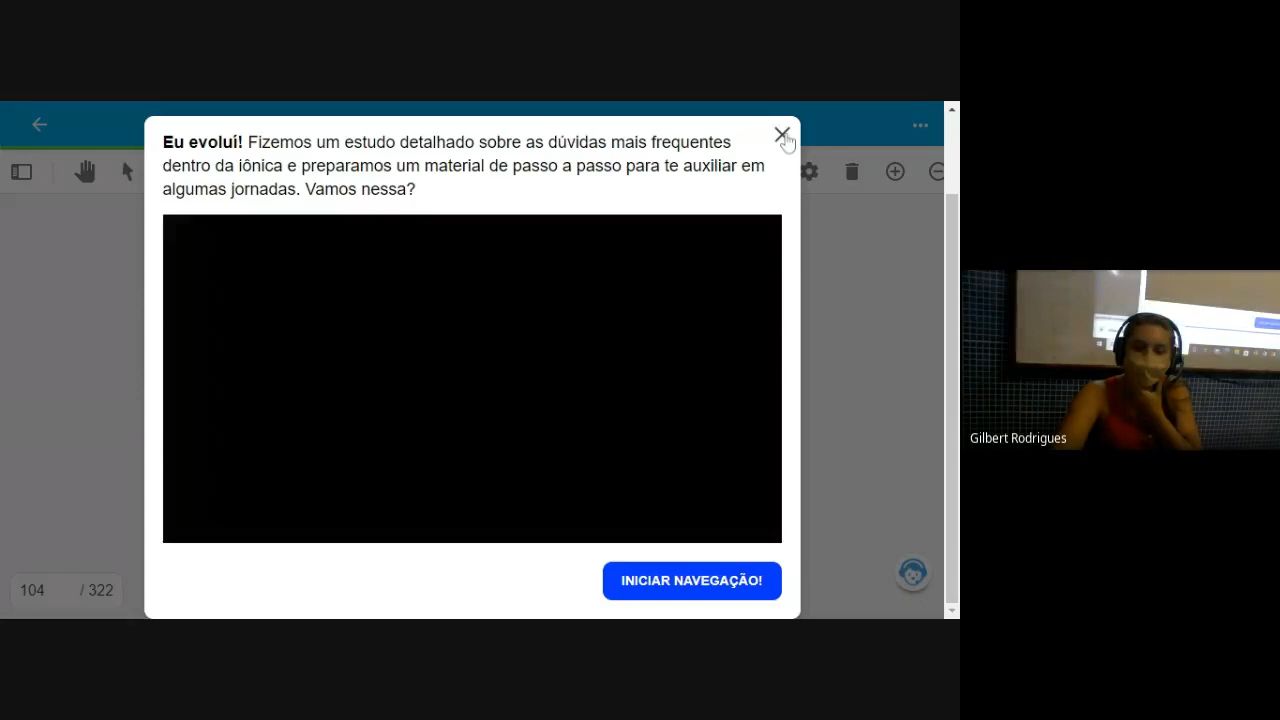 Eu evoluí! Fizemos um estudo detalhado sobre as dúvidas mais frequentes
dentro da iônica e preparamos um material de passo a passo para te auxiliar em
algumas jornadas. Vamos nessa?
INICIAR NAVEGAÇÃO!
104 / 322
Gilbert Rodrigues